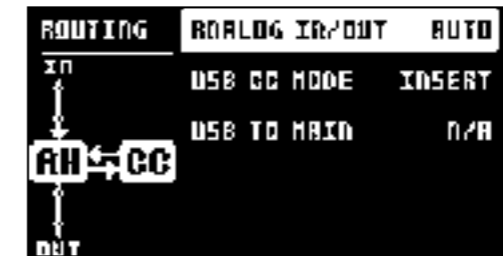 ROUTING
ANALOG IN/OUT AUTO
IN
USB CC MODE INSERT
USB TO MAIN N/A
AH CC
OUT